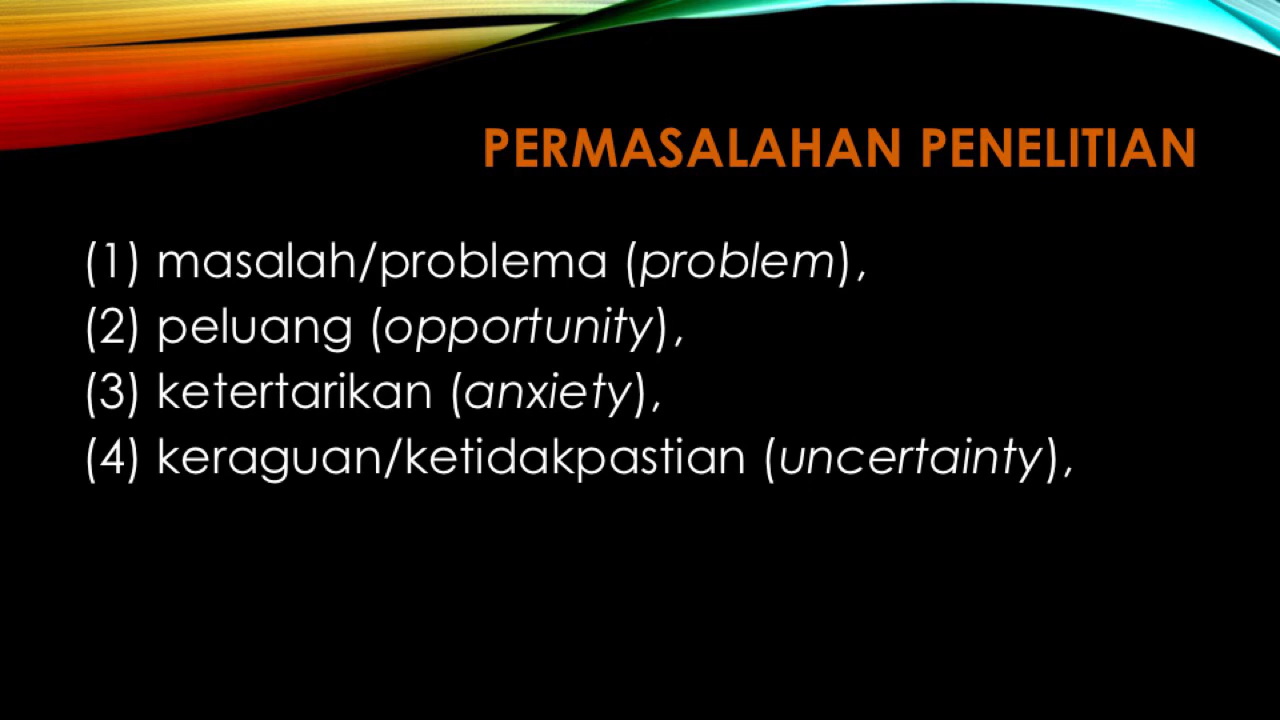 PERMASALAHAN PENELITIAN
(1) masalah/problema (problem),
(2) peluang (opportunity),
(3) ketertarikan (anxiety),
(4) keraguan/ketidakpastian (uncertainty),